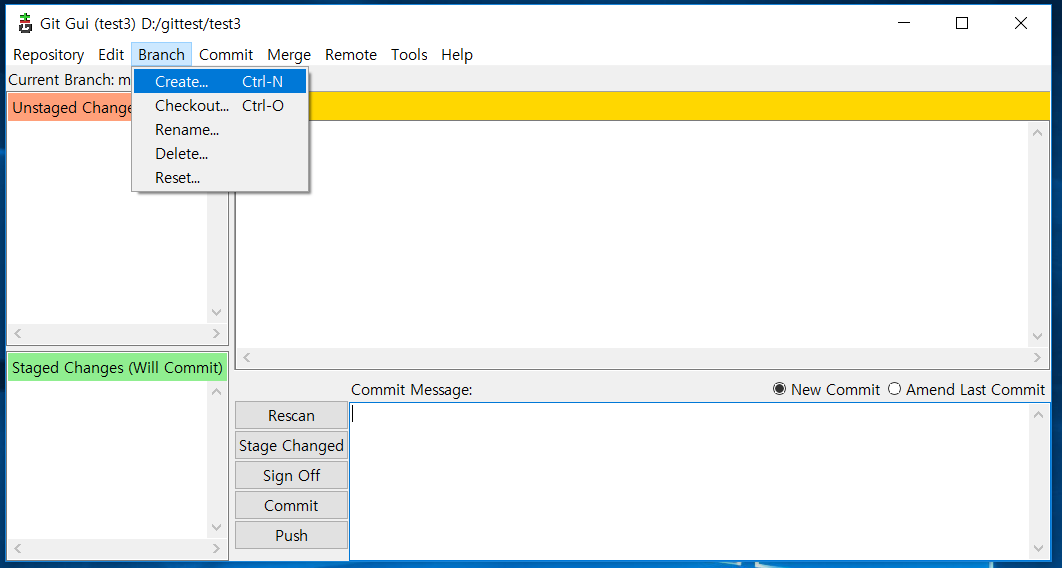 Git Gui (test3) D:/gittest/test3
Repository Edit Branch Commit Merge Remote Tools Help
Current Branch: m
Create... Ctrl-N
Checkout... Ctrl-O
Rename...
Delete...
Reset...
Unstaged Change
Staged Changes (Will Commit)
Commit Message: New Commit Amend Last Commit
Rescan
Stage Changed
Sign Off
Commit
Push